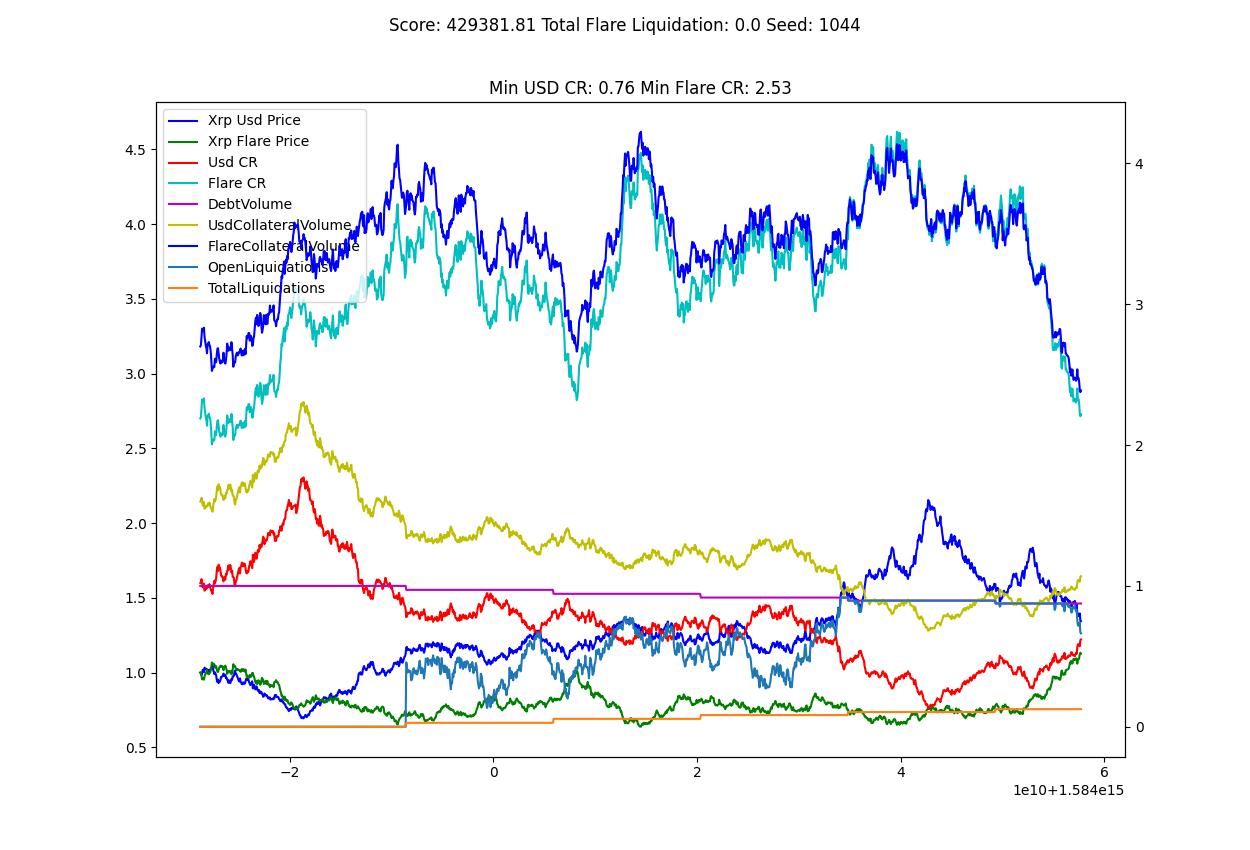 Score: 429381.81 Total Flare Liquidation: 0.0 Seed: 1044
Min USD CR: 0.76 Min Flare CR: 2.53
Xrp Usd Price
Xrp Flare Price
Usd CR
Flare CR
DebtVolume
UsdCollateralVolume
FlareCollateralVolume
OpenLiquidations
TotalLiquidations
4.5
4.0
3.5
3.0
2.5
2.0
1.5
1.0
0.5
4
3
2
1
0
−2 0 2 4 6
1e10+1.584e15